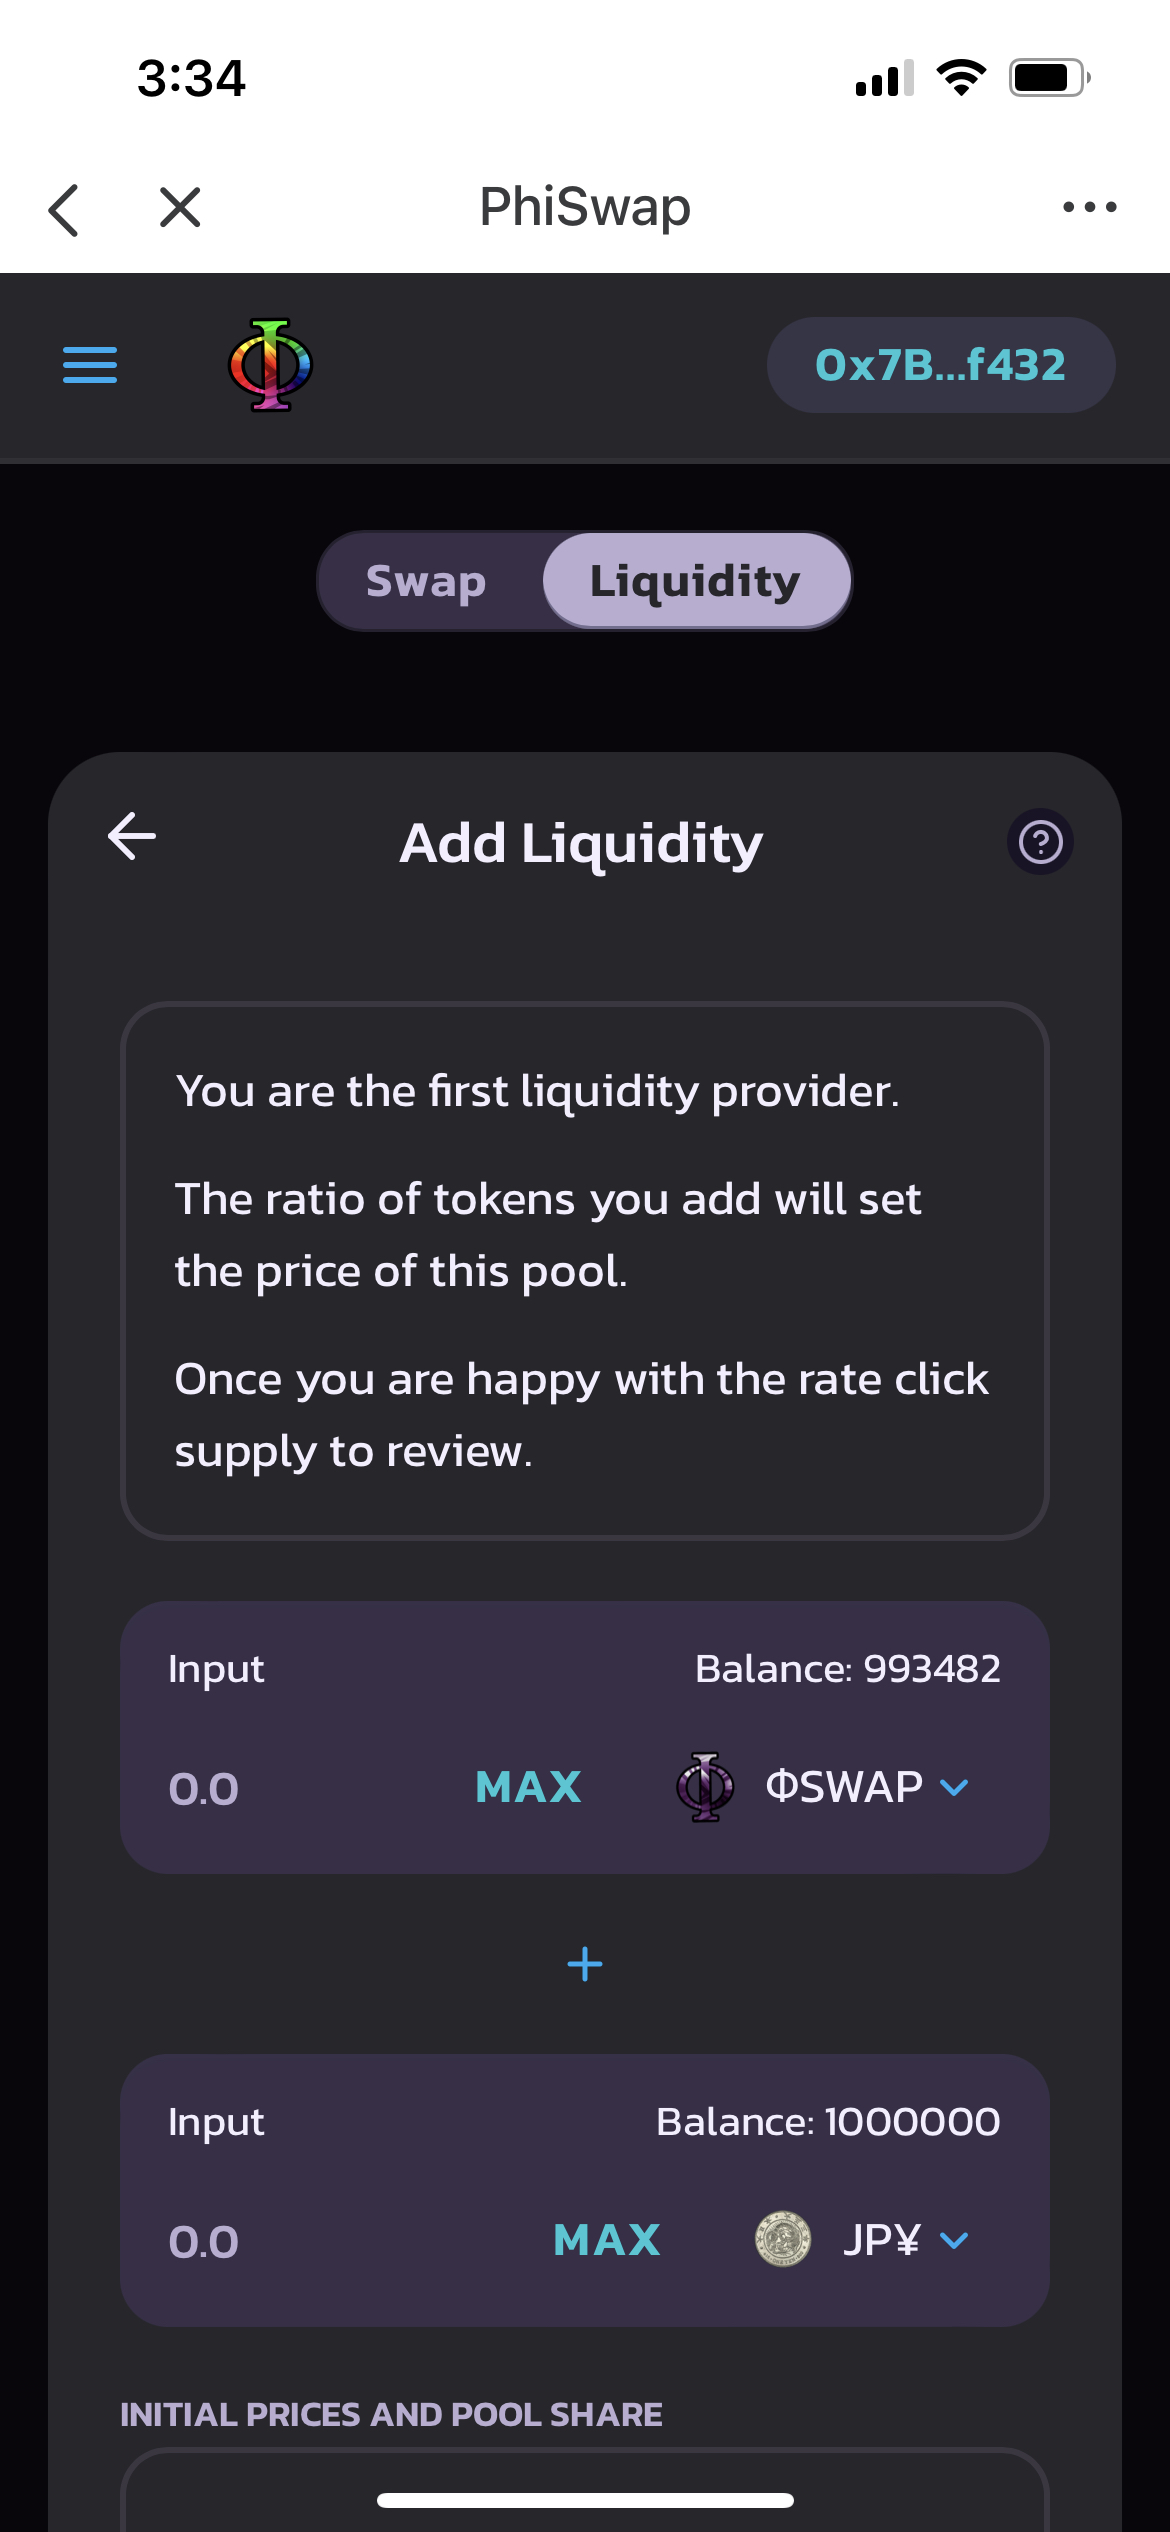 3:34
PhiSwap
0x7B...f432
Swap
Liquidity
Add Liquidity
You are the first liquidity provider.
The ratio of tokens you add will set
the price of this pool.
Once you are happy with the rate click
supply to review.
Input
Balance: 993482
0.0
MAX
ΦSWAP
Input
Balance: 1000000
0.0
MAX
JP¥
INITIAL PRICES AND POOL SHARE